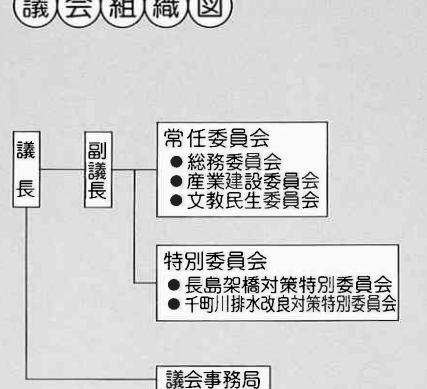 議会組織図
議長
副議長
常任委員会
●総務委員会
●産業建設委員会
●文教民生委員会
特別委員会
●長島架橋対策特別委員会
●千町川排水改良対策特別委員会
議会事務局